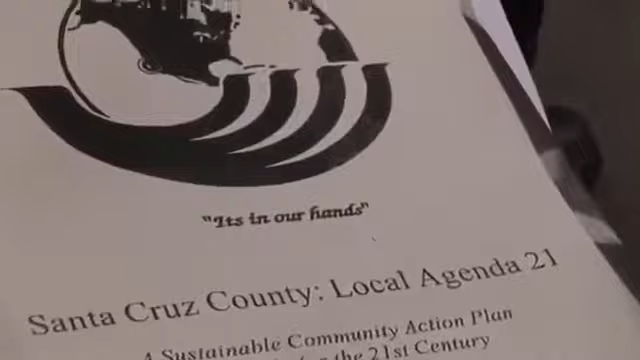 "Its in our hands"
Santa Cruz County: Local Agenda 21
A Sustainable Community Action Plan
the 21st Century